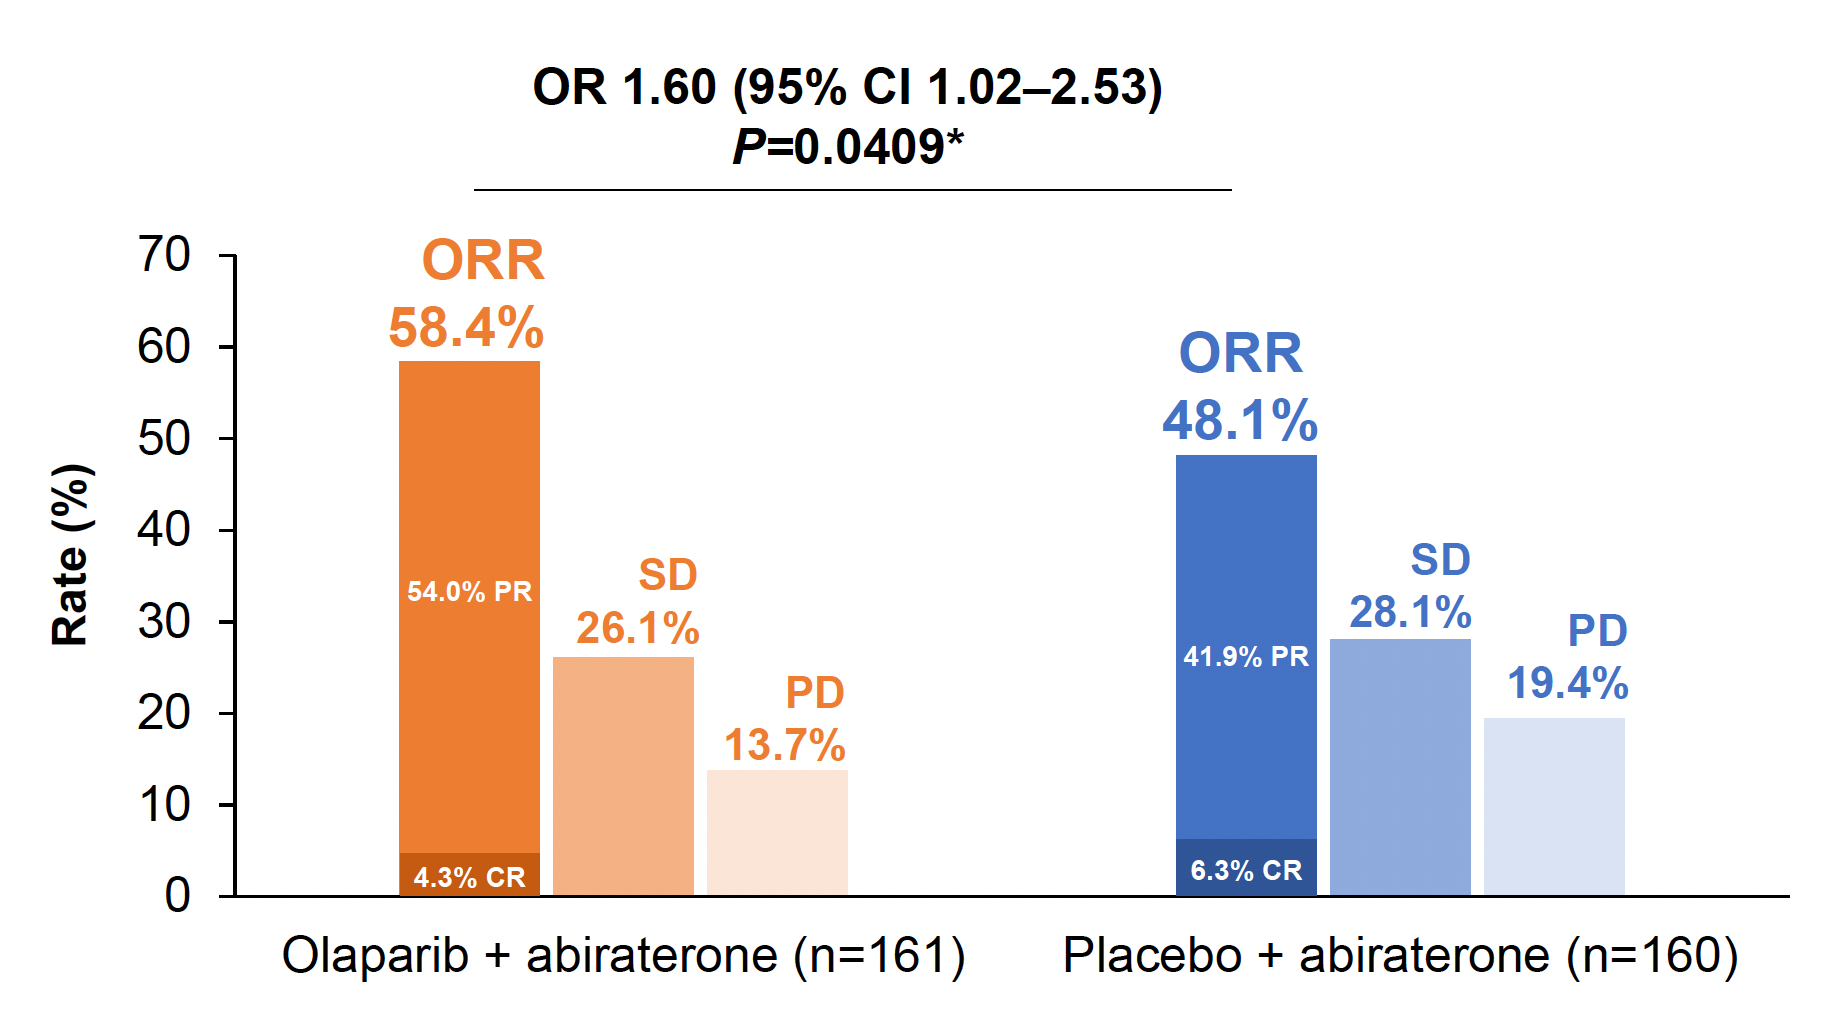 OR 1.60 (95% CI 1.02–2.53)
P=0.0409*
Rate (%)
70
60
50
40
30
20
10
0
ORR
58.4%
54.0% PR
4.3% CR
SD
26.1%
PD
13.7%
ORR
48.1%
41.9% PR
6.3% CR
SD
28.1%
PD
19.4%
Olaparib + abiraterone (n=161)
Placebo + abiraterone (n=160)